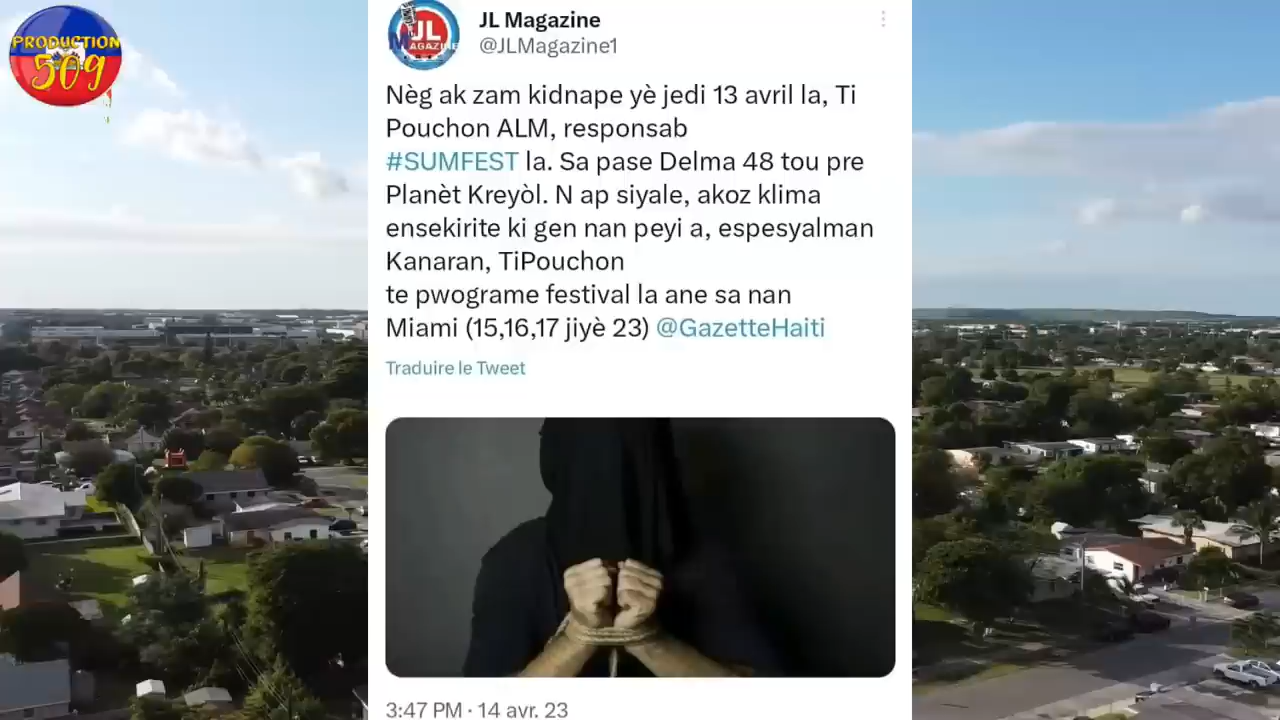 PRODUCTION
509
JL
MAGAZINE
JL Magazine
@JLMagazine1
Nèg ak zam kidnape yè jedi 13 avril la, Ti
Pouchon ALM, responsab
#SUMFEST la. Sa pase Delma 48 tou pre
Planèt Kreyòl. N ap siyale, akoz klima
ensekirite ki gen nan peyi a, espesyalman
Kanaran, TiPouchon
te pwograme festival la ane sa nan
Miami (15,16,17 jiyè 23) @GazetteHaiti
Traduire le Tweet
3:47 PM · 14 avr. 23